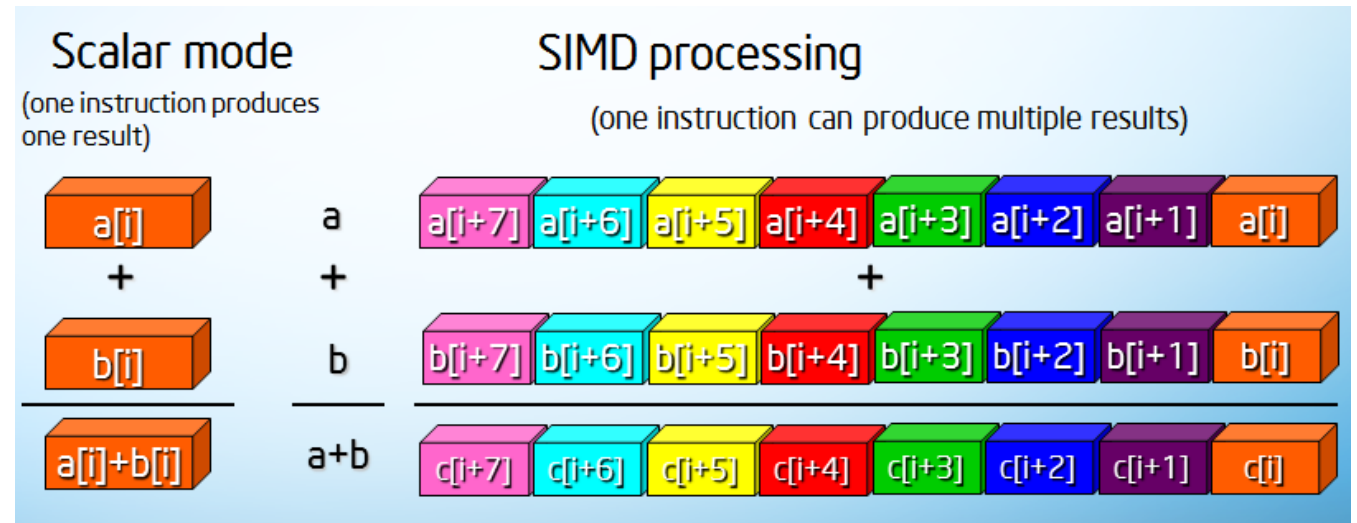 Scalar mode
(one instruction produces
one result)
SIMD processing
(one instruction can produce multiple results)
a[i] a a[i+7] a[i+6] a[i+5] a[i+4] a[i+3] a[i+2] a[i+1] a[i]
+ + +
b[i] b b[i+7] b[i+6] b[i+5] b[i+4] b[i+3] b[i+2] b[i+1] b[i]
a[i]+b[i] a+b c[i+7] c[i+6] c[i+5] c[i+4] c[i+3] c[i+2] c[i+1] c[i]